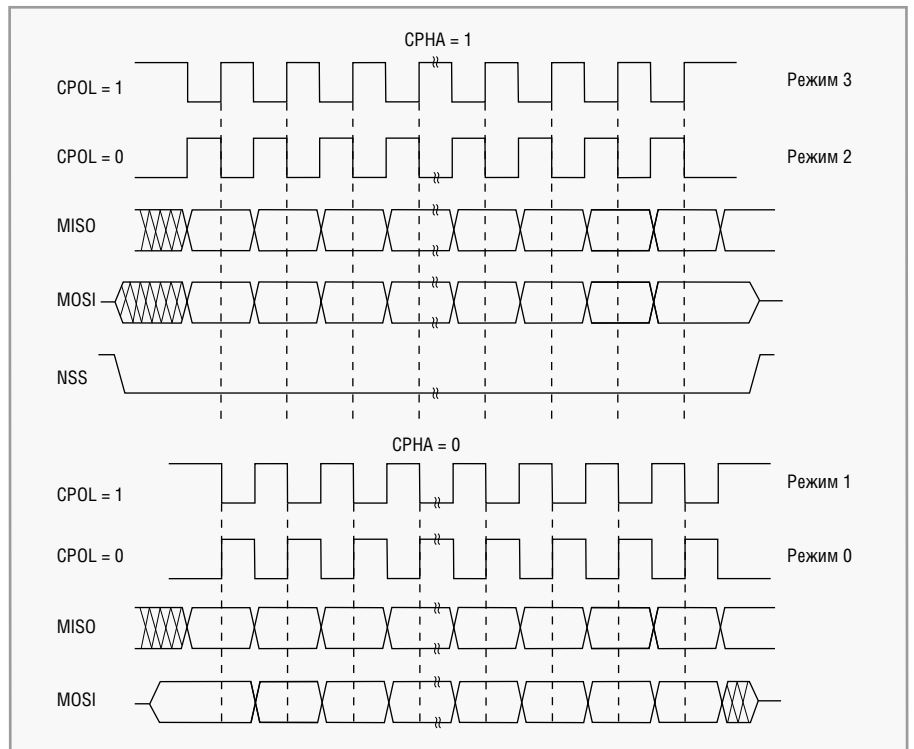 CPHA = 1
CPOL = 1
Режим 3
CPOL = 0
Режим 2
MISO
MOSI
NSS
CPHA = 0
CPOL = 1
Режим 1
CPOL = 0
Режим 0
MISO
MOSI